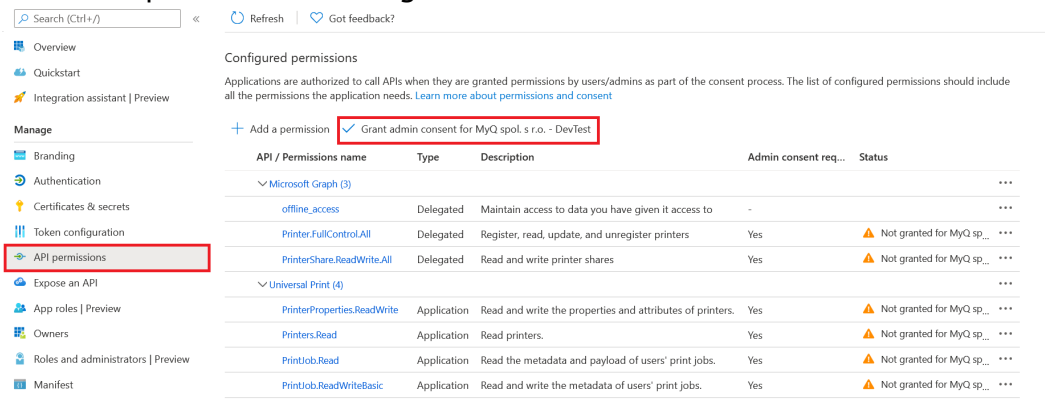 Search (Ctrl+/)
«
Refresh
Got feedback?
Overview
Quickstart
Integration assistant | Preview
Manage
Branding
Authentication
Certificates & secrets
Token configuration
API permissions
Expose an API
App roles | Preview
Owners
Roles and administrators | Preview
Manifest
Configured permissions
Applications are authorized to call APIs when they are granted permissions by users/admins as part of the consent process. The list of configured permissions should include
all the permissions the application needs. Learn more about permissions and consent
Add a permission Grant admin consent for MyQ spol. s r.o. - DevTest
API / Permissions name Type Description Admin consent req... Status
Microsoft Graph (3) ...
offline_access Delegated Maintain access to data you have given it access to - ...
Printer.FullControl.All Delegated Register, read, update, and unregister printers Yes Not granted for MyQ sp... ...
PrinterShare.ReadWrite.All Delegated Read and write printer shares Yes Not granted for MyQ sp... ...
Universal Print (4) ...
PrinterProperties.ReadWrite Application Read and write the properties and attributes of printers. Yes Not granted for MyQ sp... ...
Printers.Read Application Read printers. Yes Not granted for MyQ sp... ...
PrintJob.Read Application Read the metadata and payload of users' print jobs. Yes Not granted for MyQ sp... ...
PrintJob.ReadWriteBasic Application Read and write the metadata of users' print jobs. Yes Not granted for MyQ sp... ...